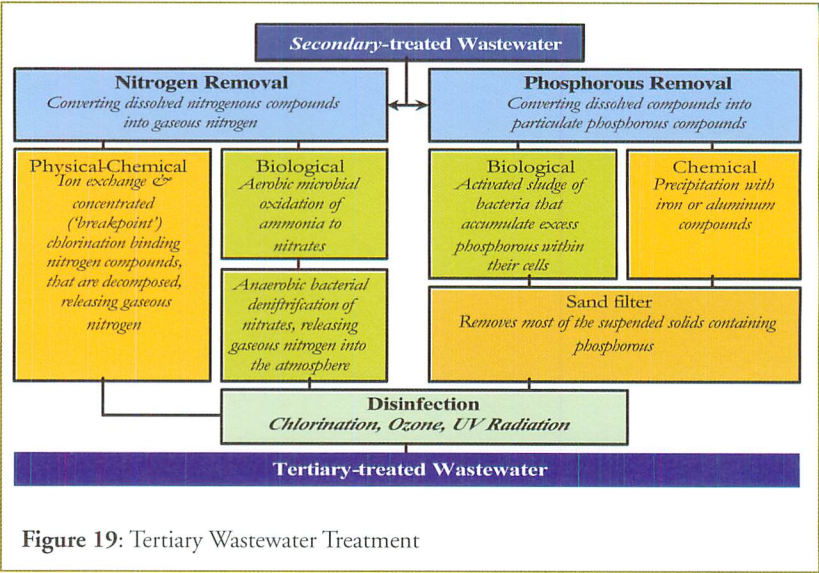 Secondary-treated Wastewater
Nitrogen Removal
Converting dissolved nitrogenous compounds
into gaseous nitrogen
Phosphorous Removal
Converting dissolved compounds into
particulate phosphorous compounds
Physical-Chemical
Ion exchange &
concentrated
('breakpoint')
chlorination binding
nitrogen compounds,
that are decomposed,
releasing gaseous
nitrogen
Biological
Aerobic microbial
oxidation of
ammonia to
nitrates
Anaerobic bacterial
deniftrifcation of
nitrates, releasing
gaseous nitrogen into
the atmosphere
Biological
Activated sludge of
bacteria that
accumulate excess
phosphorous within
their cells
Chemical
Precipitation with
iron or aluminum
compounds
Sand filter
Removes most of the suspended solids containing
phosphorous
Disinfection
Chlorination, Ozone, UV Radiation
Tertiary-treated Wastewater
Figure 19: Tertiary Wastewater Treatment